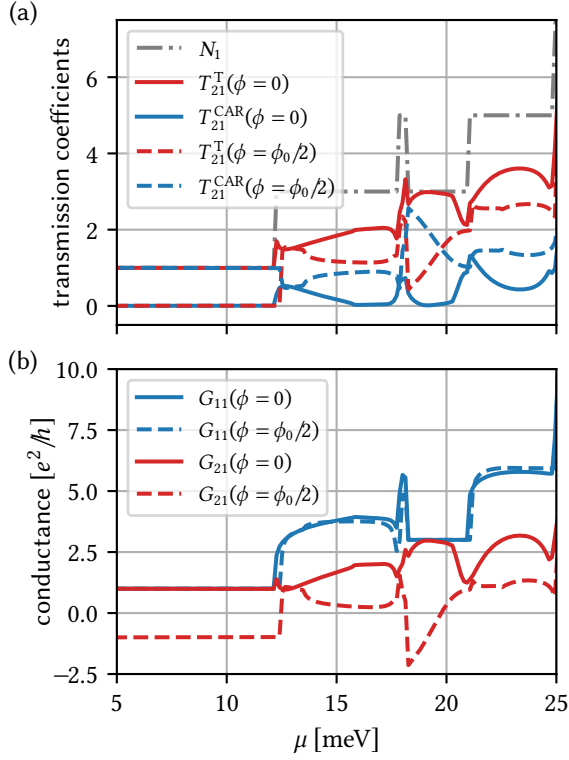 (a)
transmission coefficients
6
4
2
0
N₁
T₂₁ᵀ(ϕ = 0)
T₂₁ᶜᴬᴿ(ϕ = 0)
T₂₁ᵀ(ϕ = ϕ₀/2)
T₂₁ᶜᴬᴿ(ϕ = ϕ₀/2)
(b)
conductance [e²/h]
10.0
7.5
5.0
2.5
0.0
−2.5
G₁₁(ϕ = 0)
G₁₁(ϕ = ϕ₀/2)
G₂₁(ϕ = 0)
G₂₁(ϕ = ϕ₀/2)
5 10 15 20 25
μ [meV]